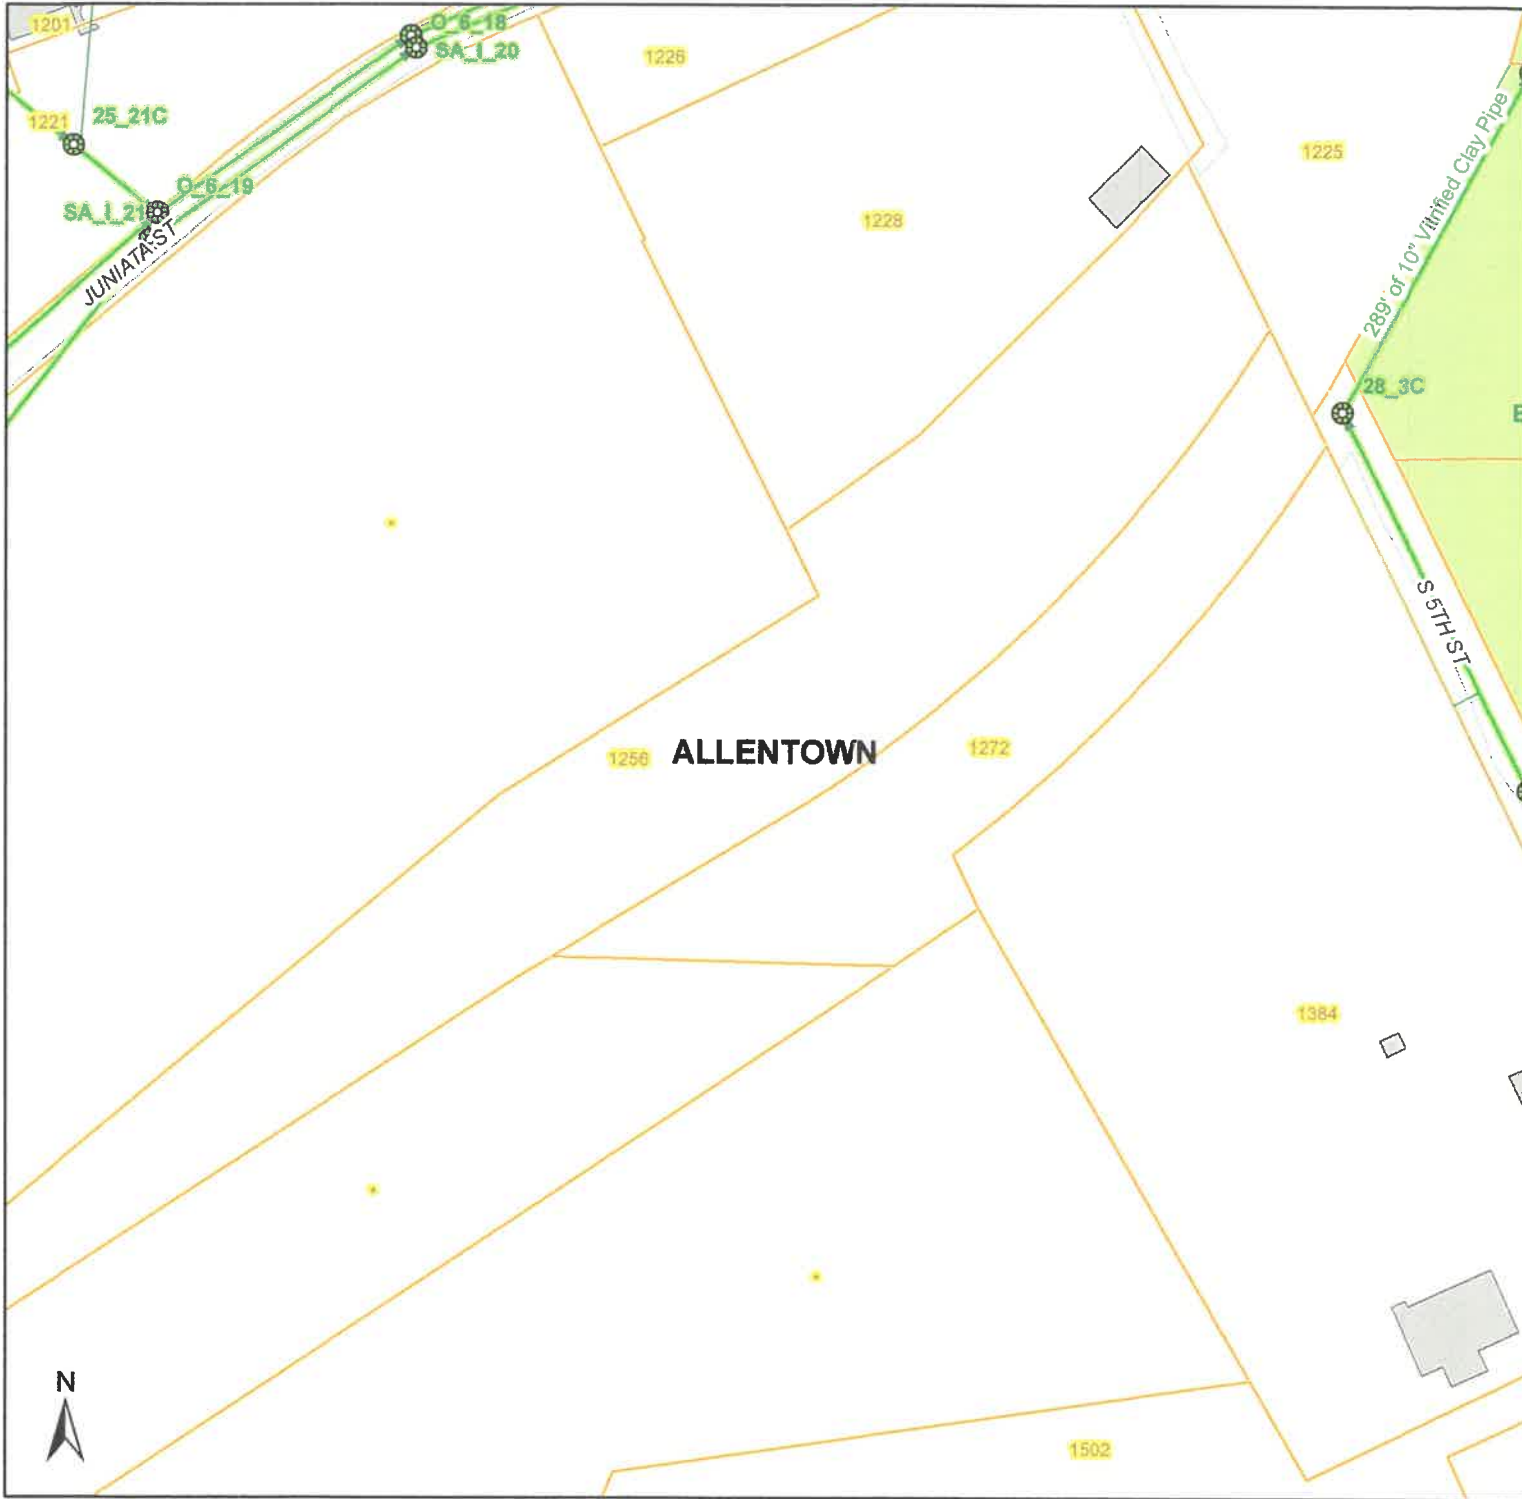 1201
O_6_18
SA_I_20
1226
1221
25_21C
1225
289' of 10" Vitrified Clay Pipe
O_6_19
SA_I_21
1228
JUNIATA ST
28_3C
S 5TH ST
1256
ALLENTOWN
1272
1384
N
1502